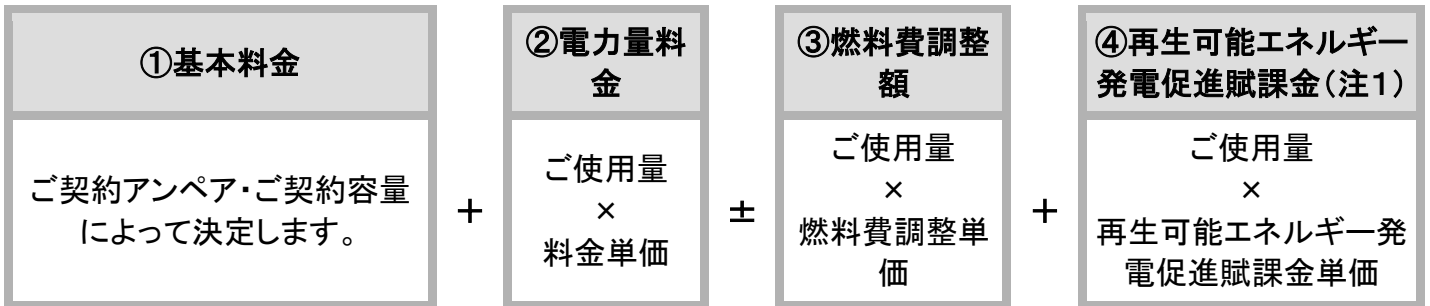 ①基本料金
ご契約アンペア・ご契約容量
によって決定します。
＋
②電力量料
金
ご使用量
×
料金単価
±
③燃料費調整
額
ご使用量
×
燃料費調整単
価
＋
④再生可能エネルギー
発電促進賦課金(注1)
ご使用量
×
再生可能エネルギー発
電促進賦課金単価